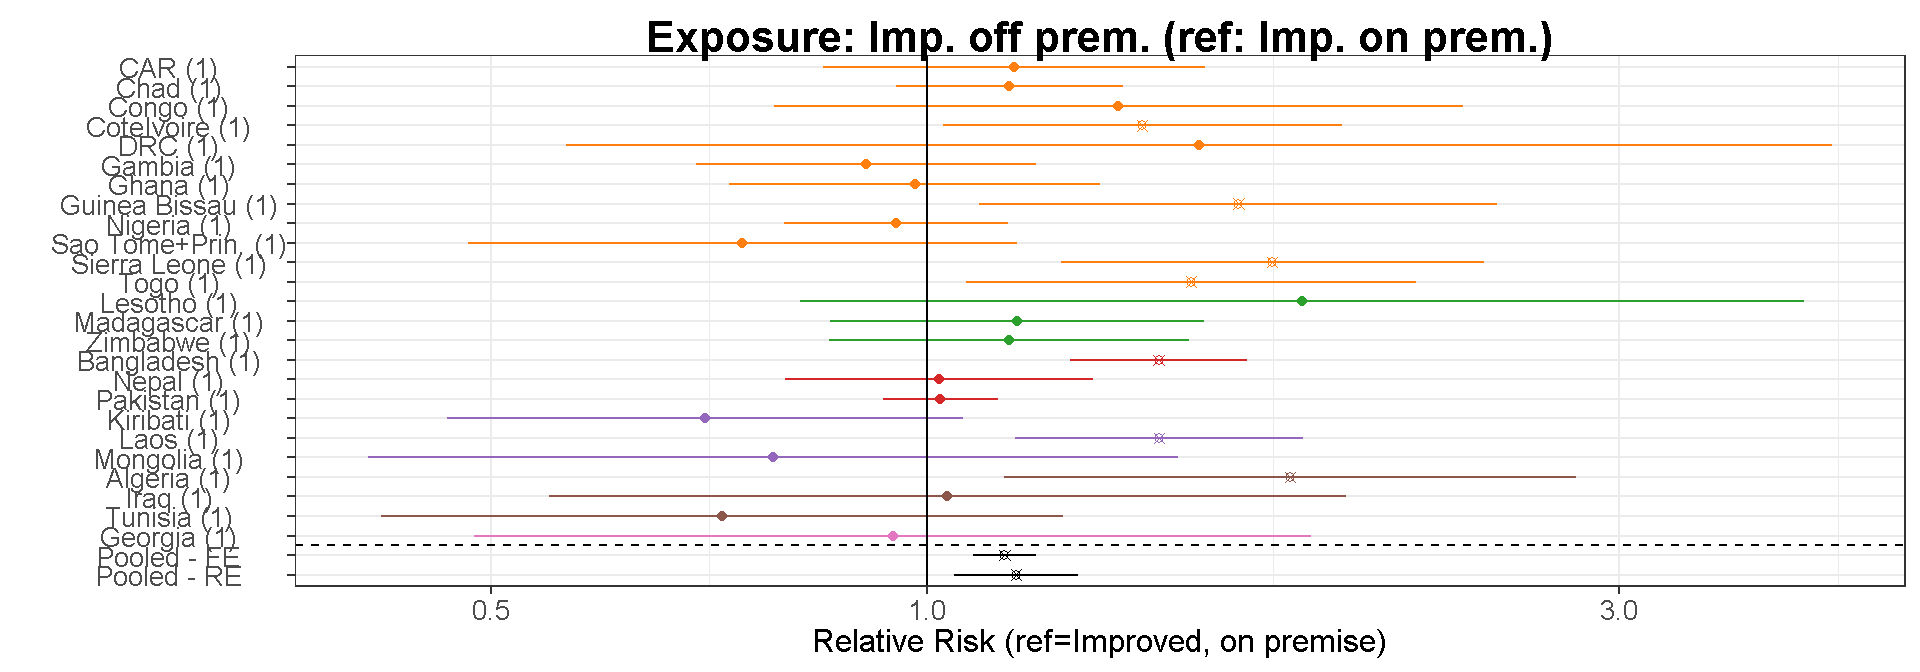 Exposure: Imp. off prem. (ref: Imp. on prem.)
CAR (1)
Chad (1)
Congo (1)
CoteIvoire (1)
DRC (1)
Gambia (1)
Ghana (1)
Guinea Bissau (1)
Nigeria (1)
Sao Tome+Prin. (1)
Sierra Leone (1)
Togo (1)
Lesotho (1)
Madagascar (1)
Zimbabwe (1)
Bangladesh (1)
Nepal (1)
Pakistan (1)
Kiribati (1)
Laos (1)
Mongolia (1)
Algeria (1)
Iraq (1)
Tunisia (1)
Georgia (1)
Pooled - FE
Pooled - RE
0.5 1.0 3.0
Relative Risk (ref=Improved, on premise)